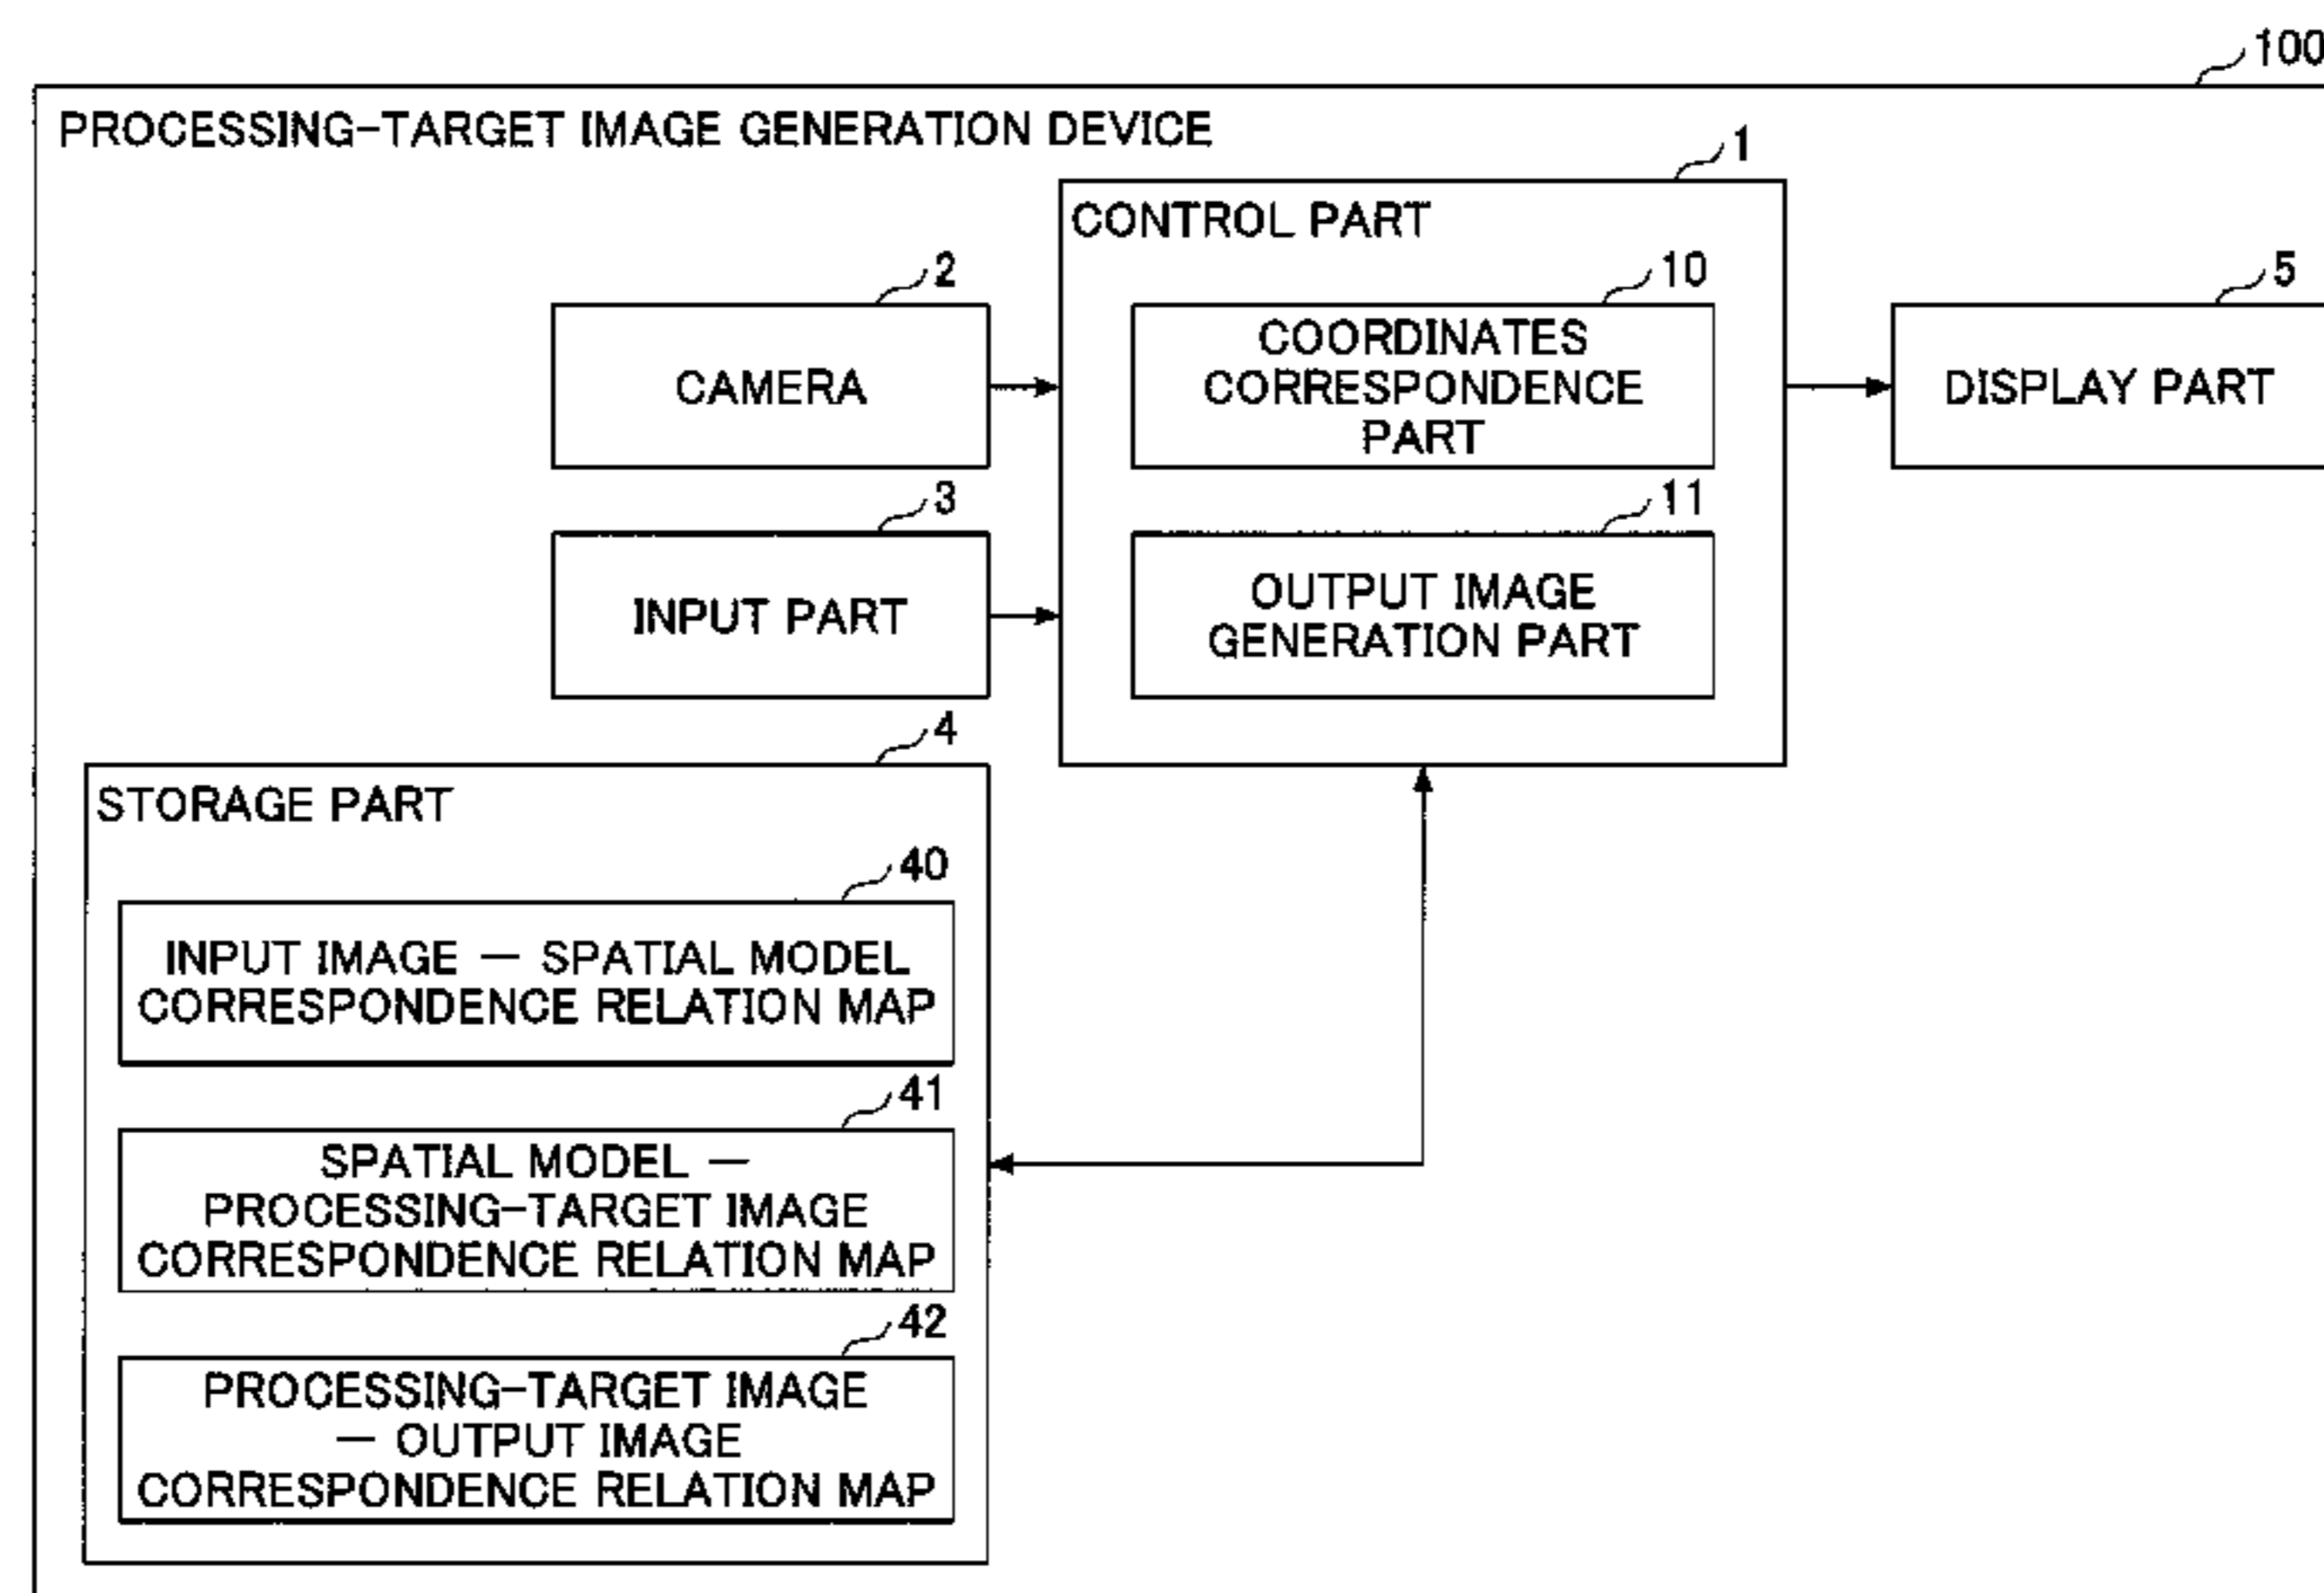 100
PROCESSING-TARGET IMAGE GENERATION DEVICE
1
CONTROL PART
2
CAMERA
10
COORDINATES
CORRESPONDENCE
PART
5
DISPLAY PART
3
INPUT PART
11
OUTPUT IMAGE
GENERATION PART
4
STORAGE PART
40
INPUT IMAGE — SPATIAL MODEL
CORRESPONDENCE RELATION MAP
41
SPATIAL MODEL —
PROCESSING-TARGET IMAGE
CORRESPONDENCE RELATION MAP
42
PROCESSING-TARGET IMAGE
— OUTPUT IMAGE
CORRESPONDENCE RELATION MAP